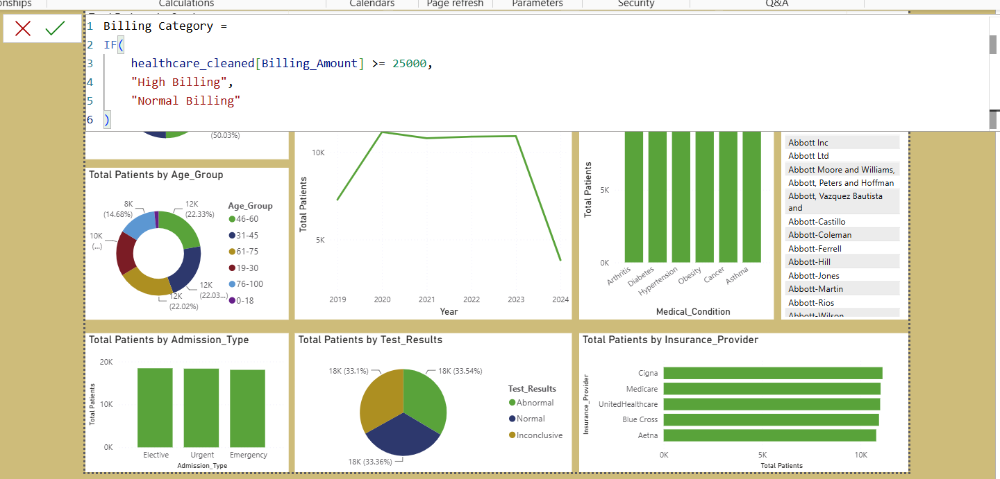 onships
Calculations
Calendars
Page refresh
Parameters
Security
Q&A
1 Billing Category =
2 IF(
3 healthcare_cleaned[Billing_Amount] >= 25000,
4 "High Billing",
5 "Normal Billing"
6 )
(50.03%)
Total Patients by Age_Group
8K
(14.68%)
12K
(22.33%)
10K
(...)
12K
(22.03...)
12K
(22.02%)
Age_Group
46-60
31-45
61-75
19-30
76-100
0-18
Total Patients
10K
5K
2019 2020 2021 2022 2023 2024
Year
Total Patients
5K
0K
Arthritis
Diabetes
Hypertension
Obesity
Cancer
Asthma
Medical_Condition
Abbott Inc
Abbott Ltd
Abbott Moore and Williams,
Abbott, Peters and Hoffman
Abbott, Vazquez Bautista
and
Abbott-Castillo
Abbott-Coleman
Abbott-Ferrell
Abbott-Hill
Abbott-Jones
Abbott-Martin
Abbott-Rios
Abbott-Wilson
Total Patients by Admission_Type
Total Patients
20K
10K
0K
Elective Urgent Emergency
Admission_Type
Total Patients by Test_Results
18K (33.1%)
18K (33.54%)
18K (33.36%)
Test_Results
Abnormal
Normal
Inconclusive
Total Patients by Insurance_Provider
Insurance_Provider
Cigna
Medicare
UnitedHealthcare
Blue Cross
Aetna
0K 5K 10K
Total Patients